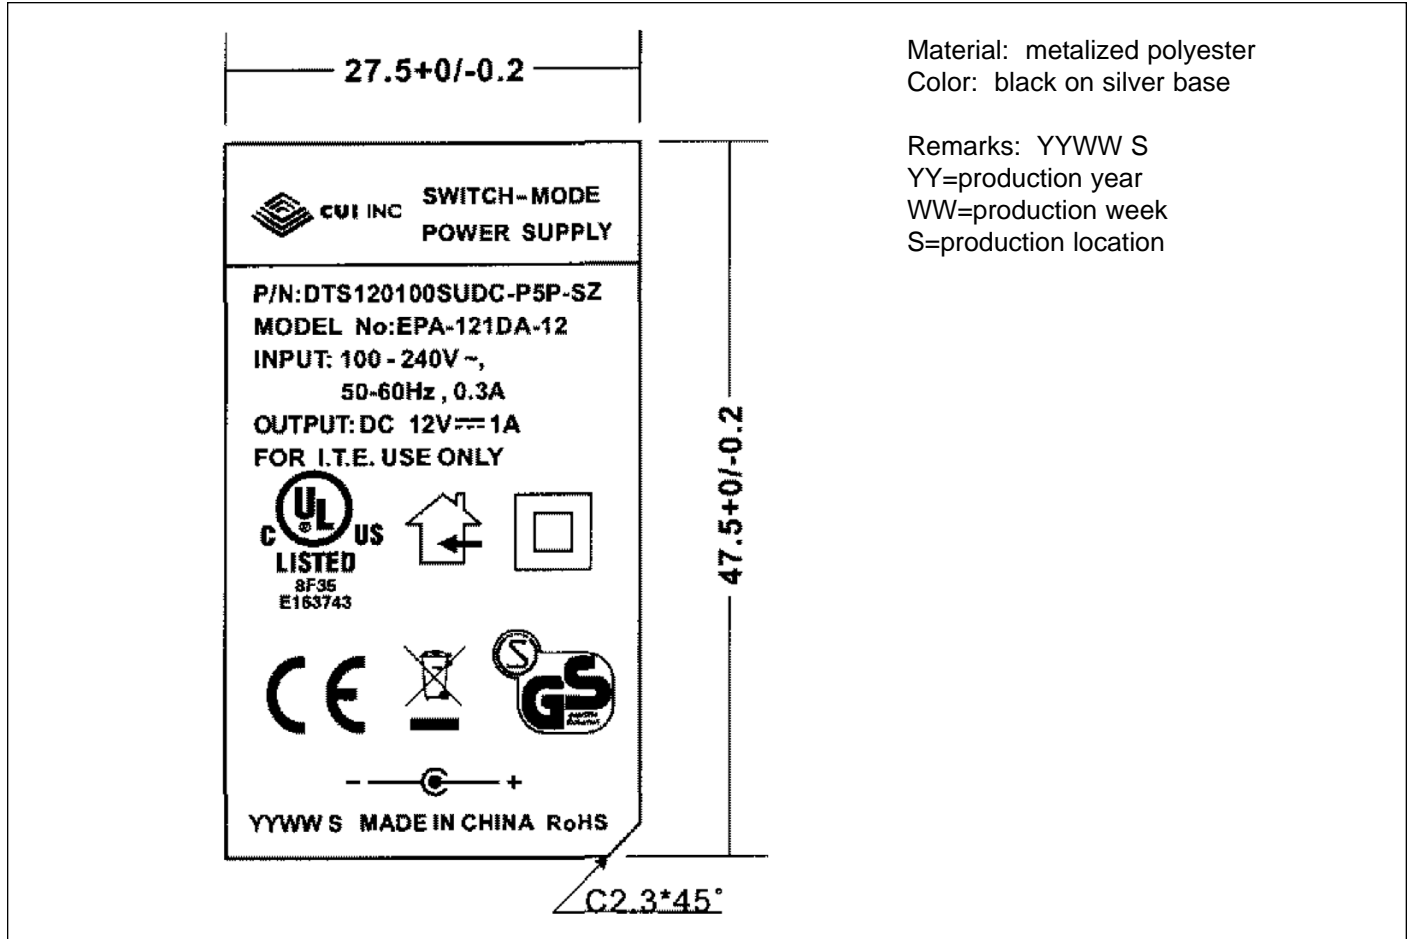 27.5+0/-0.2
Material: metalized polyester
Color: black on silver base
Remarks: YYWW S
YY=production year
WW=production week
S=production location
CUI INC
SWITCH-MODE
POWER SUPPLY
P/N:DTS120100SUDC-P5P-SZ
MODEL No:EPA-121DA-12
INPUT: 100 - 240V ~,
50-60Hz , 0.3A
OUTPUT: DC 12V⎓1A
FOR I.T.E. USE ONLY
C UL ® US
LISTED
8F35
E163743
47.5+0/-0.2
CE
S
GS
- +
YYWW S MADE IN CHINA RoHS
C2.3*45°